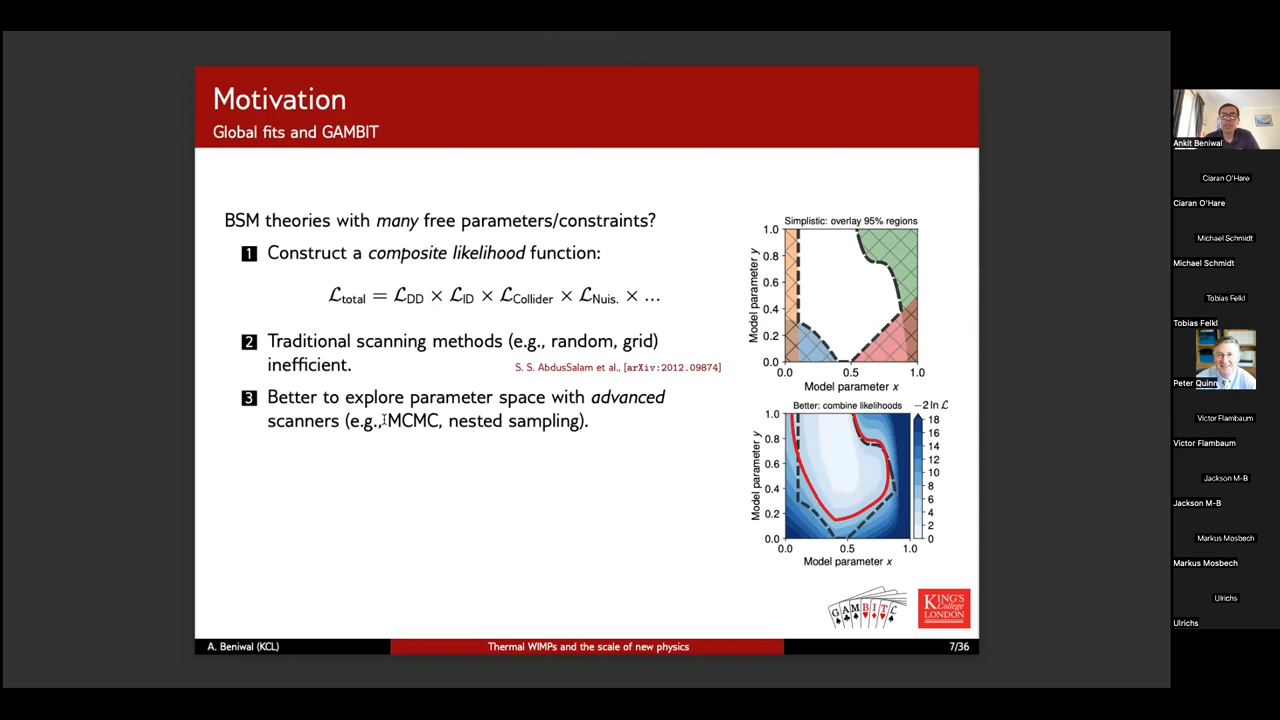 Motivation
Global fits and GAMBIT
BSM theories with many free parameters/constraints?
1 Construct a composite likelihood function:
ℒtotal = ℒDD × ℒID × ℒCollider × ℒNuis. × ...
2 Traditional scanning methods (e.g., random, grid)
inefficient.
S. S. AbdusSalam et al., [arXiv:2012.09874]
3 Better to explore parameter space with advanced
scanners (e.g., MCMC, nested sampling).
Simplistic: overlay 95% regions
Model parameter y
1.0
0.8
0.6
0.4
0.2
0.0
0.0 0.5 1.0
Model parameter x
Better: combine likelihoods
−2 ln ℒ
Model parameter y
1.0
0.8
0.6
0.4
0.2
0.0
0.0 0.5 1.0
Model parameter x
18
16
14
12
10
8
6
4
2
0
GAMBIT
KING'S
College
LONDON
A. Beniwal (KCL)
Thermal WIMPs and the scale of new physics
7/36
Ankit Beniwal
Ciaran O'Hare
Ciaran O'Hare
Michael Schmidt
Michael Schmidt
Tobias Felkl
Tobias Felkl
Peter Quinn
Victor Flambaum
Victor Flambaum
Jackson M-B
Jackson M-B
Markus Mosbech
Markus Mosbech
Ulrichs
Ulrichs